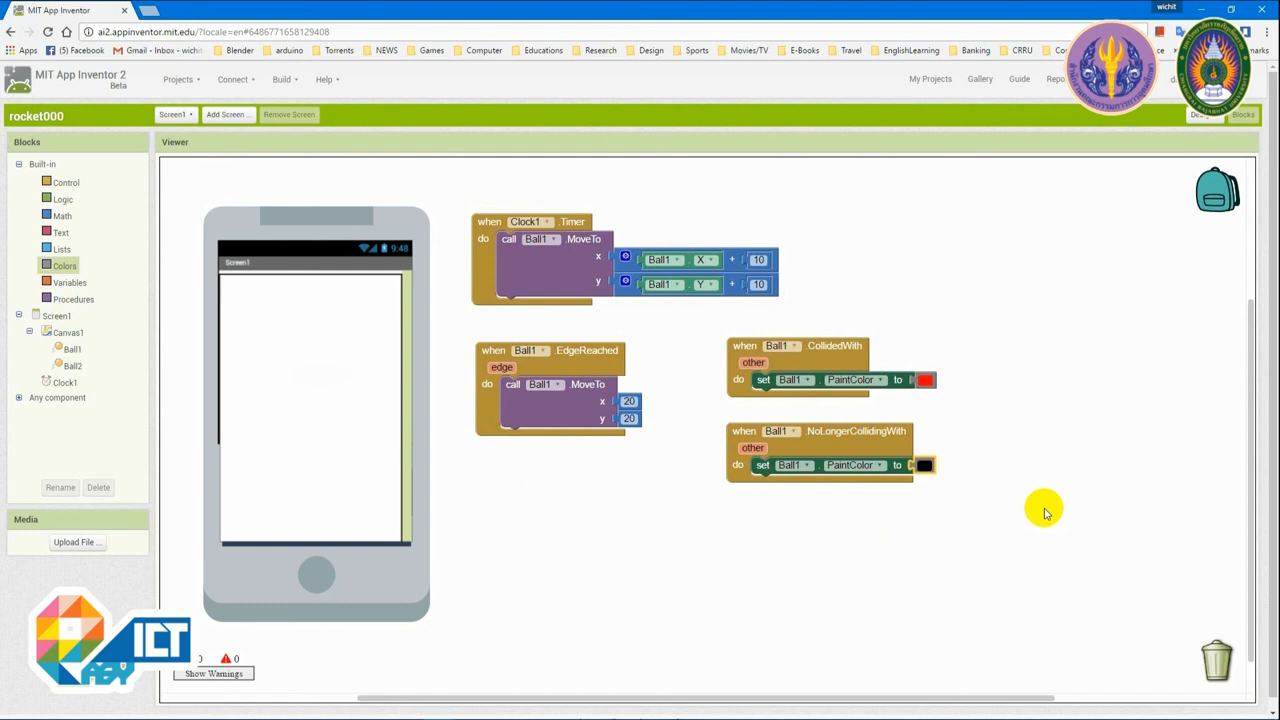 MIT App Inventor
wichit
ai2.appinventor.mit.edu/?locale=en#6486771658129408
Apps
(5) Facebook
Gmail - Inbox - wichit
Blender
arduino
Torrents
NEWS
Games
Computer
Educations
Research
Design
Sports
Movies/TV
E-Books
Travel
EnglishLearning
Banking
CRRU
MIT App Inventor 2
Beta
Projects
Connect
Build
Help
My Projects
Gallery
Guide
rocket000
Screen1
Add Screen ...
Remove Screen
Blocks
Blocks
Viewer
Built-in
Control
Logic
Math
Text
Lists
Colors
Variables
Procedures
Screen1
Canvas1
Ball1
Ball2
Clock1
Any component
Rename
Delete
Media
Upload File ...
9:48
Screen1
when Clock1 .Timer
do call Ball1 .MoveTo
x Ball1 . X + 10
y Ball1 . Y + 10
when Ball1 .EdgeReached
edge
do call Ball1 .MoveTo
x 20
y 20
when Ball1 .CollidedWith
other
do set Ball1 . PaintColor to
when Ball1 .NoLongerCollidingWith
other
do set Ball1 . PaintColor to
ICT
0 0
Show Warnings